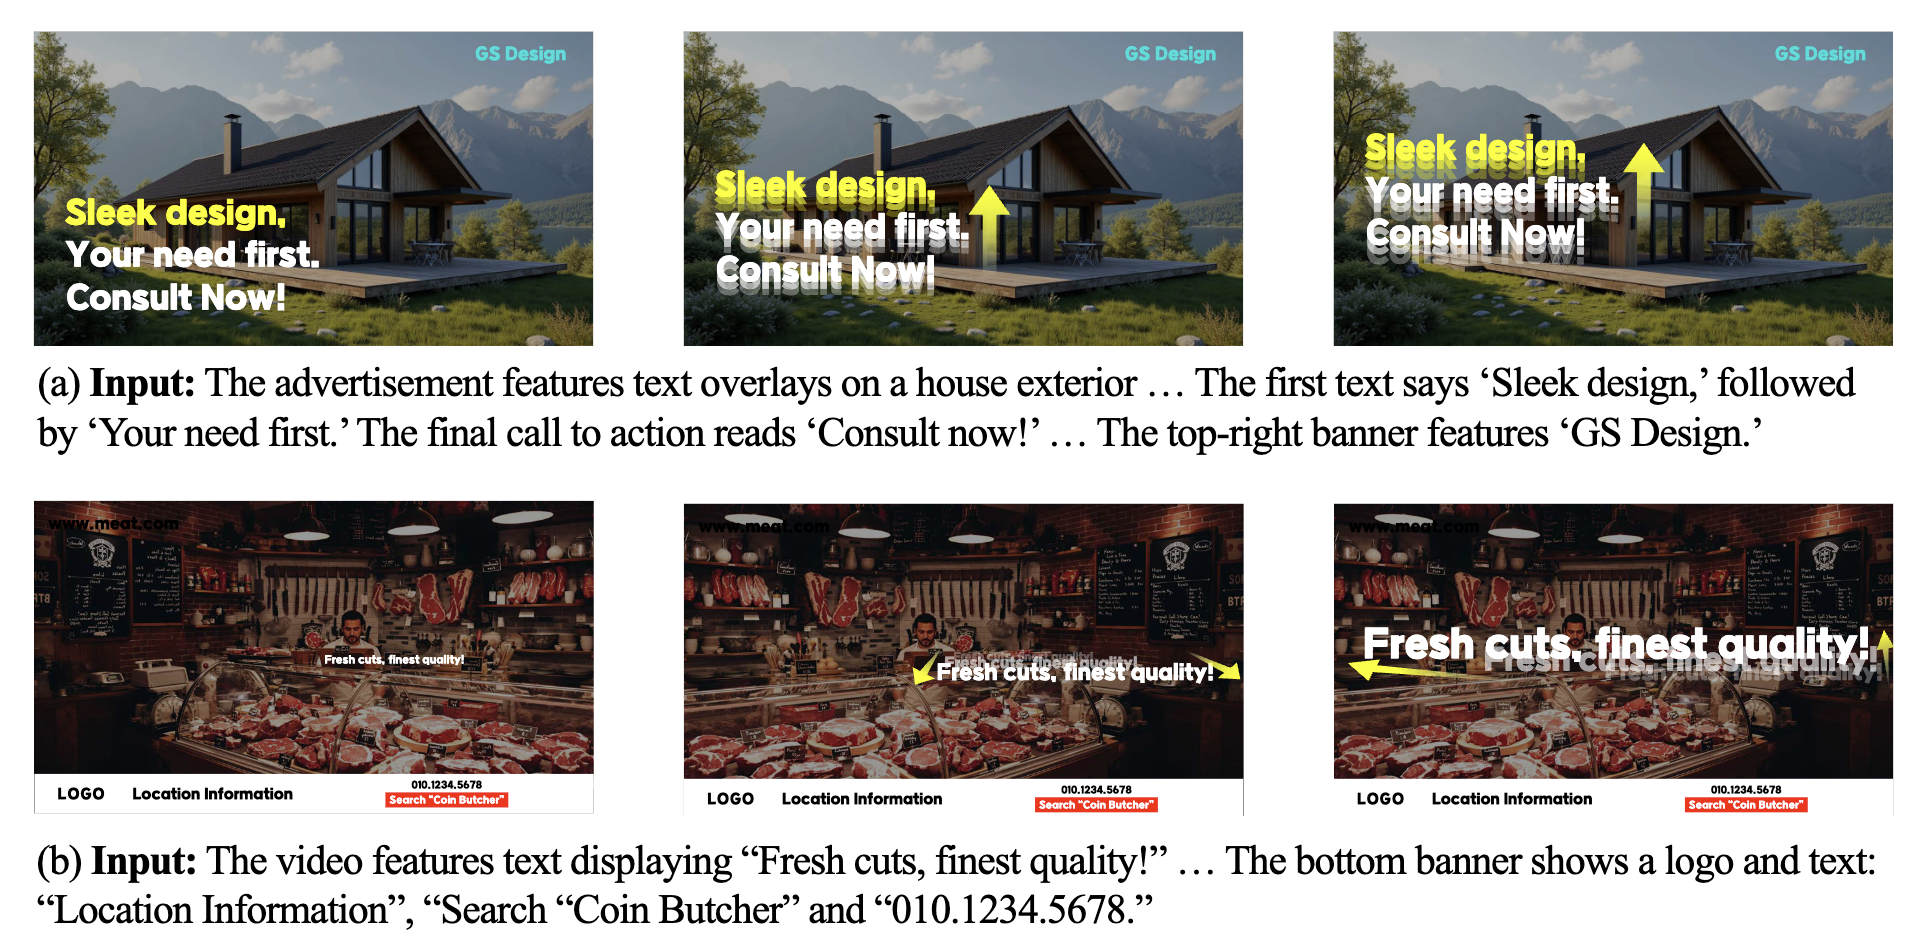 GS Design
Sleek design,
Your need first.
Consult Now!
GS Design
Sleek design,
Your need first.
Consult Now!
GS Design
Sleek design,
Your need first.
Consult Now!
(a) Input: The advertisement features text overlays on a house exterior … The first text says ‘Sleek design,’ followed
by ‘Your need first.’ The final call to action reads ‘Consult now!’ … The top-right banner features ‘GS Design.’
www.meat.com
Fresh cuts, finest quality!
LOGO
Location Information
010.1234.5678
Search “Coin Butcher”
www.meat.com
Fresh cuts, finest quality!
LOGO
Location Information
010.1234.5678
Search “Coin Butcher”
www.meat.com
Fresh cuts, finest quality!
LOGO
Location Information
010.1234.5678
Search “Coin Butcher”
(b) Input: The video features text displaying “Fresh cuts, finest quality!” … The bottom banner shows a logo and text:
“Location Information”, “Search “Coin Butcher” and “010.1234.5678.”